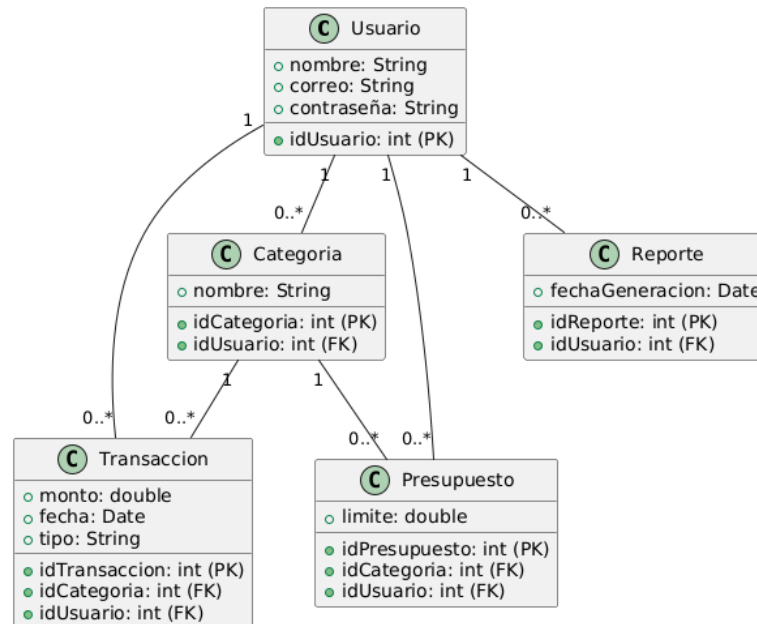 C Usuario
nombre: String
correo: String
contraseña: String
idUsuario: int (PK)
1
1
1
1
0..*
0..*
C Categoria
nombre: String
idCategoria: int (PK)
idUsuario: int (FK)
C Reporte
fechaGeneracion: Date
idReporte: int (PK)
idUsuario: int (FK)
1
1
0..*
0..*
0..*
0..*
C Transaccion
monto: double
fecha: Date
tipo: String
idTransaccion: int (PK)
idCategoria: int (FK)
idUsuario: int (FK)
C Presupuesto
limite: double
idPresupuesto: int (PK)
idCategoria: int (FK)
idUsuario: int (FK)